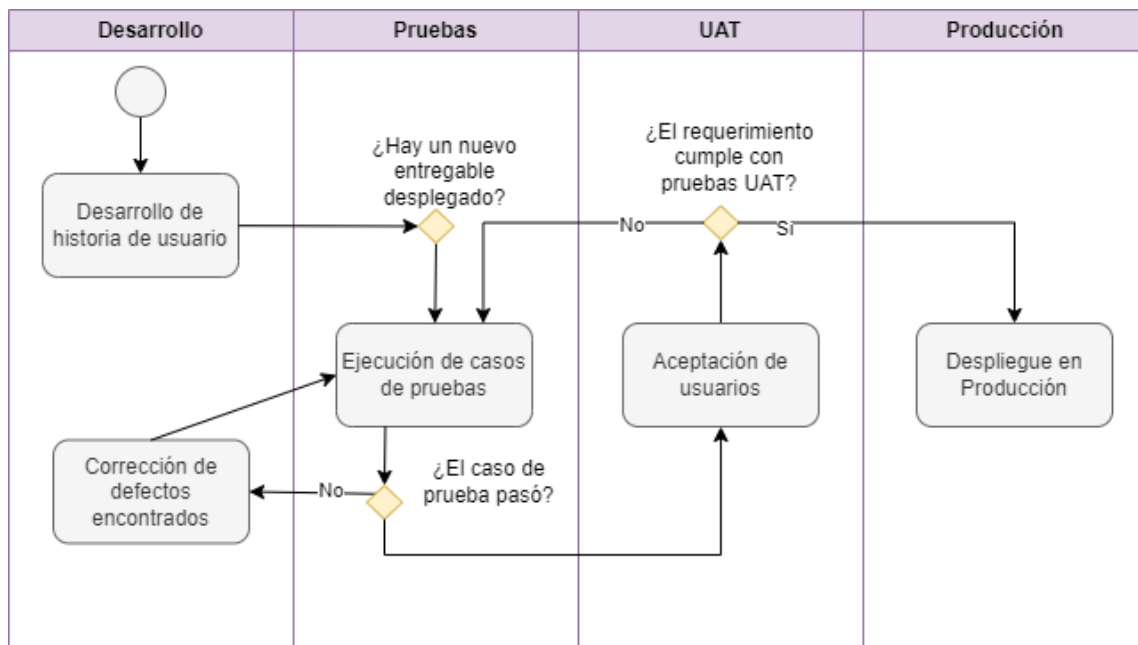 Desarrollo
Pruebas
UAT
Producción
¿Hay un nuevo
entregable
desplegado?
¿El requerimiento
cumple con
pruebas UAT?
Desarrollo de
historia de usuario
No
Si
Ejecución de casos
de pruebas
Aceptación de
usuarios
Despliegue en
Producción
Corrección de
defectos
encontrados
No
¿El caso de
prueba pasó?